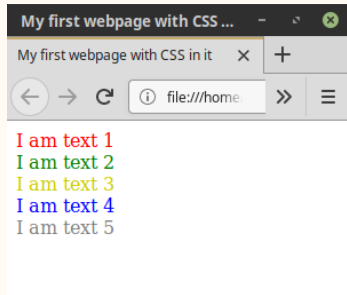 My first webpage with CSS ...
My first webpage with CSS in it
file:///home/
I am text 1
I am text 2
I am text 3
I am text 4
I am text 5